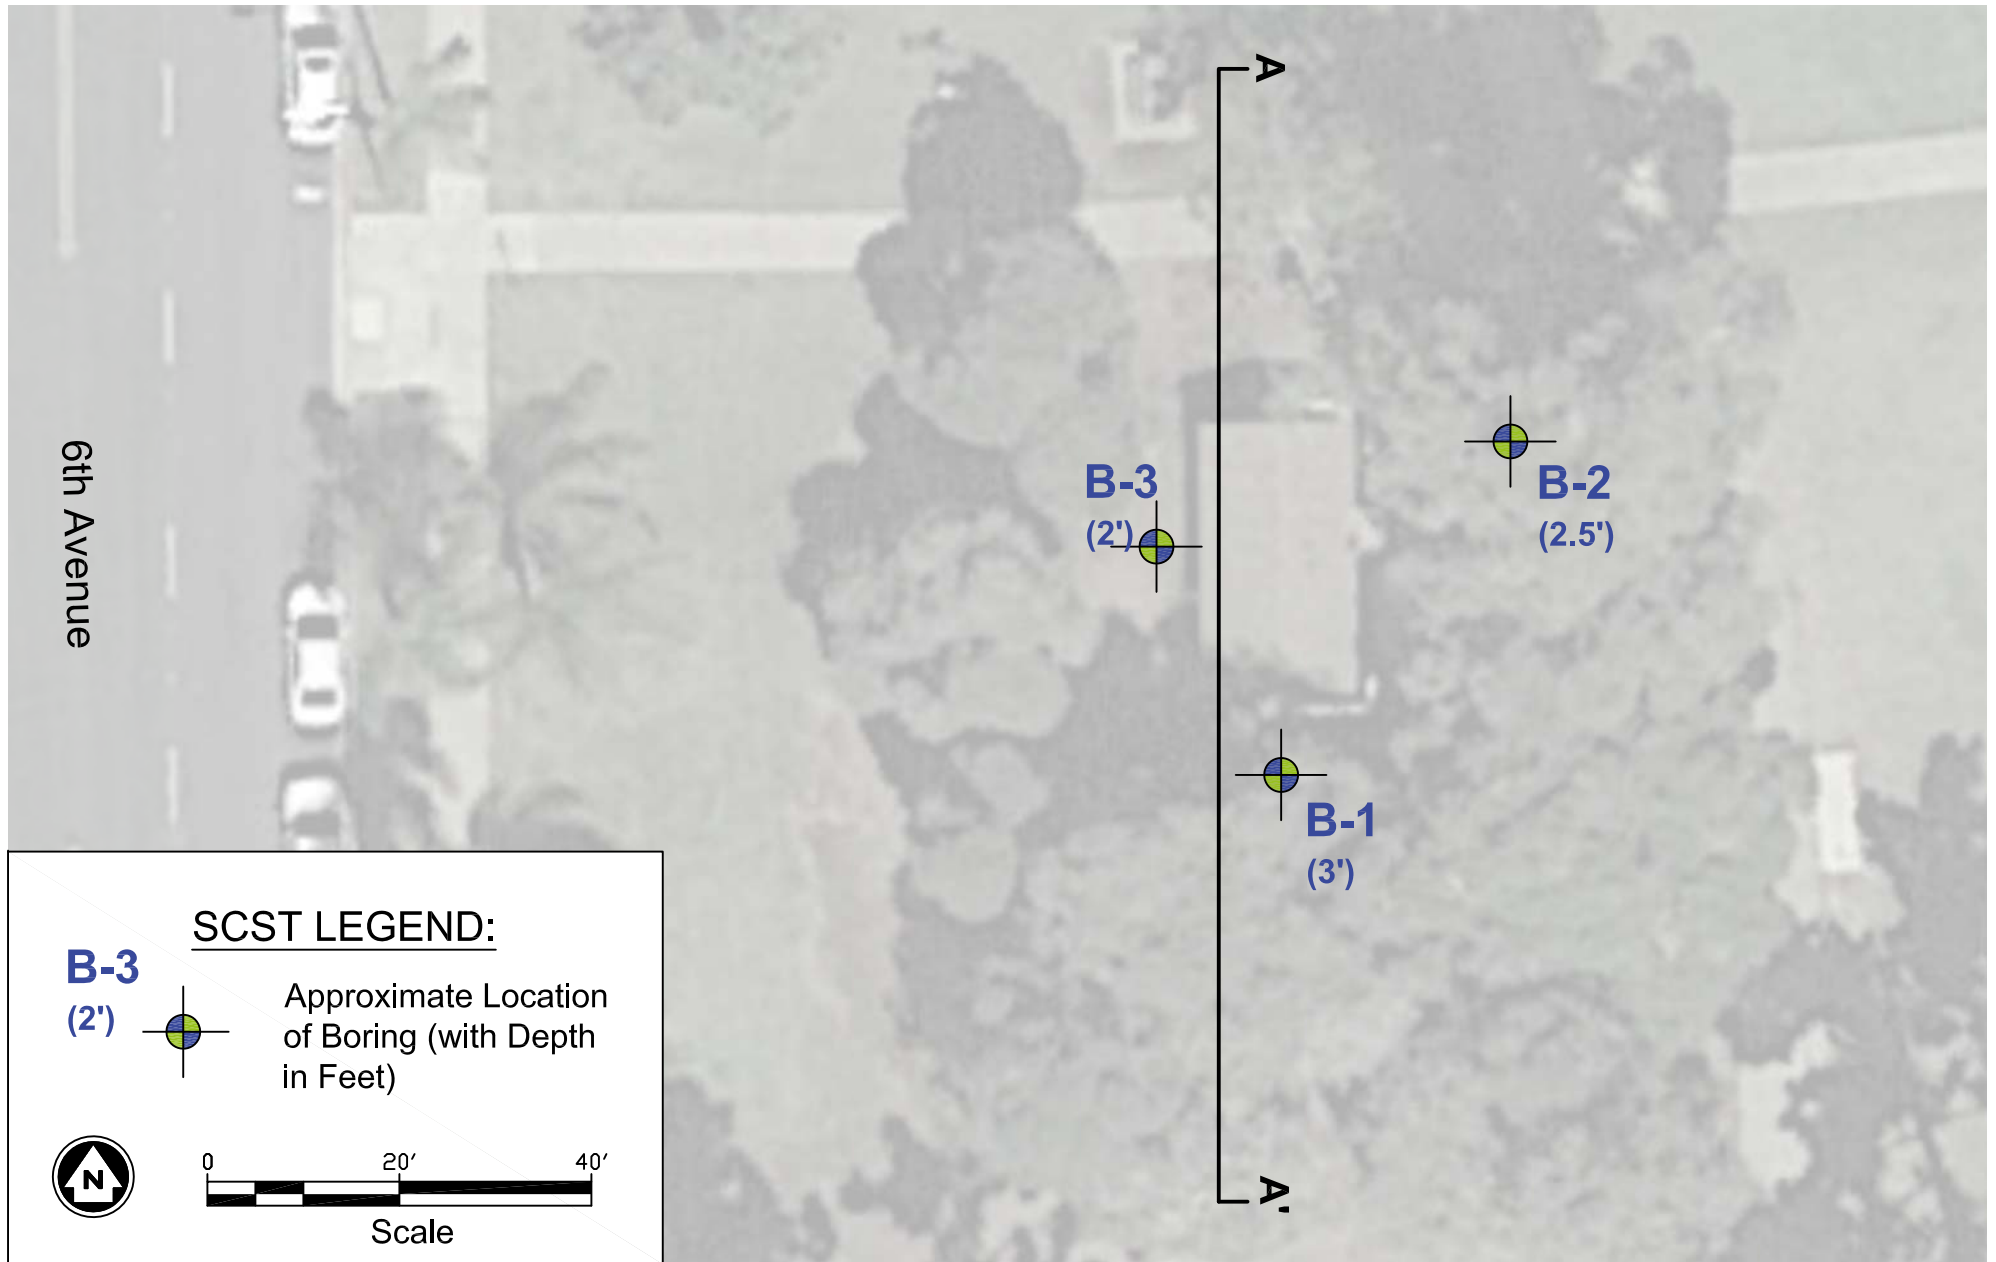 A
6th Avenue
B-3
(2')
B-2
(2.5')
B-1
(3')
A'
SCST LEGEND:
B-3
(2')
Approximate Location
of Boring (with Depth
in Feet)
N
0 20' 40'
Scale